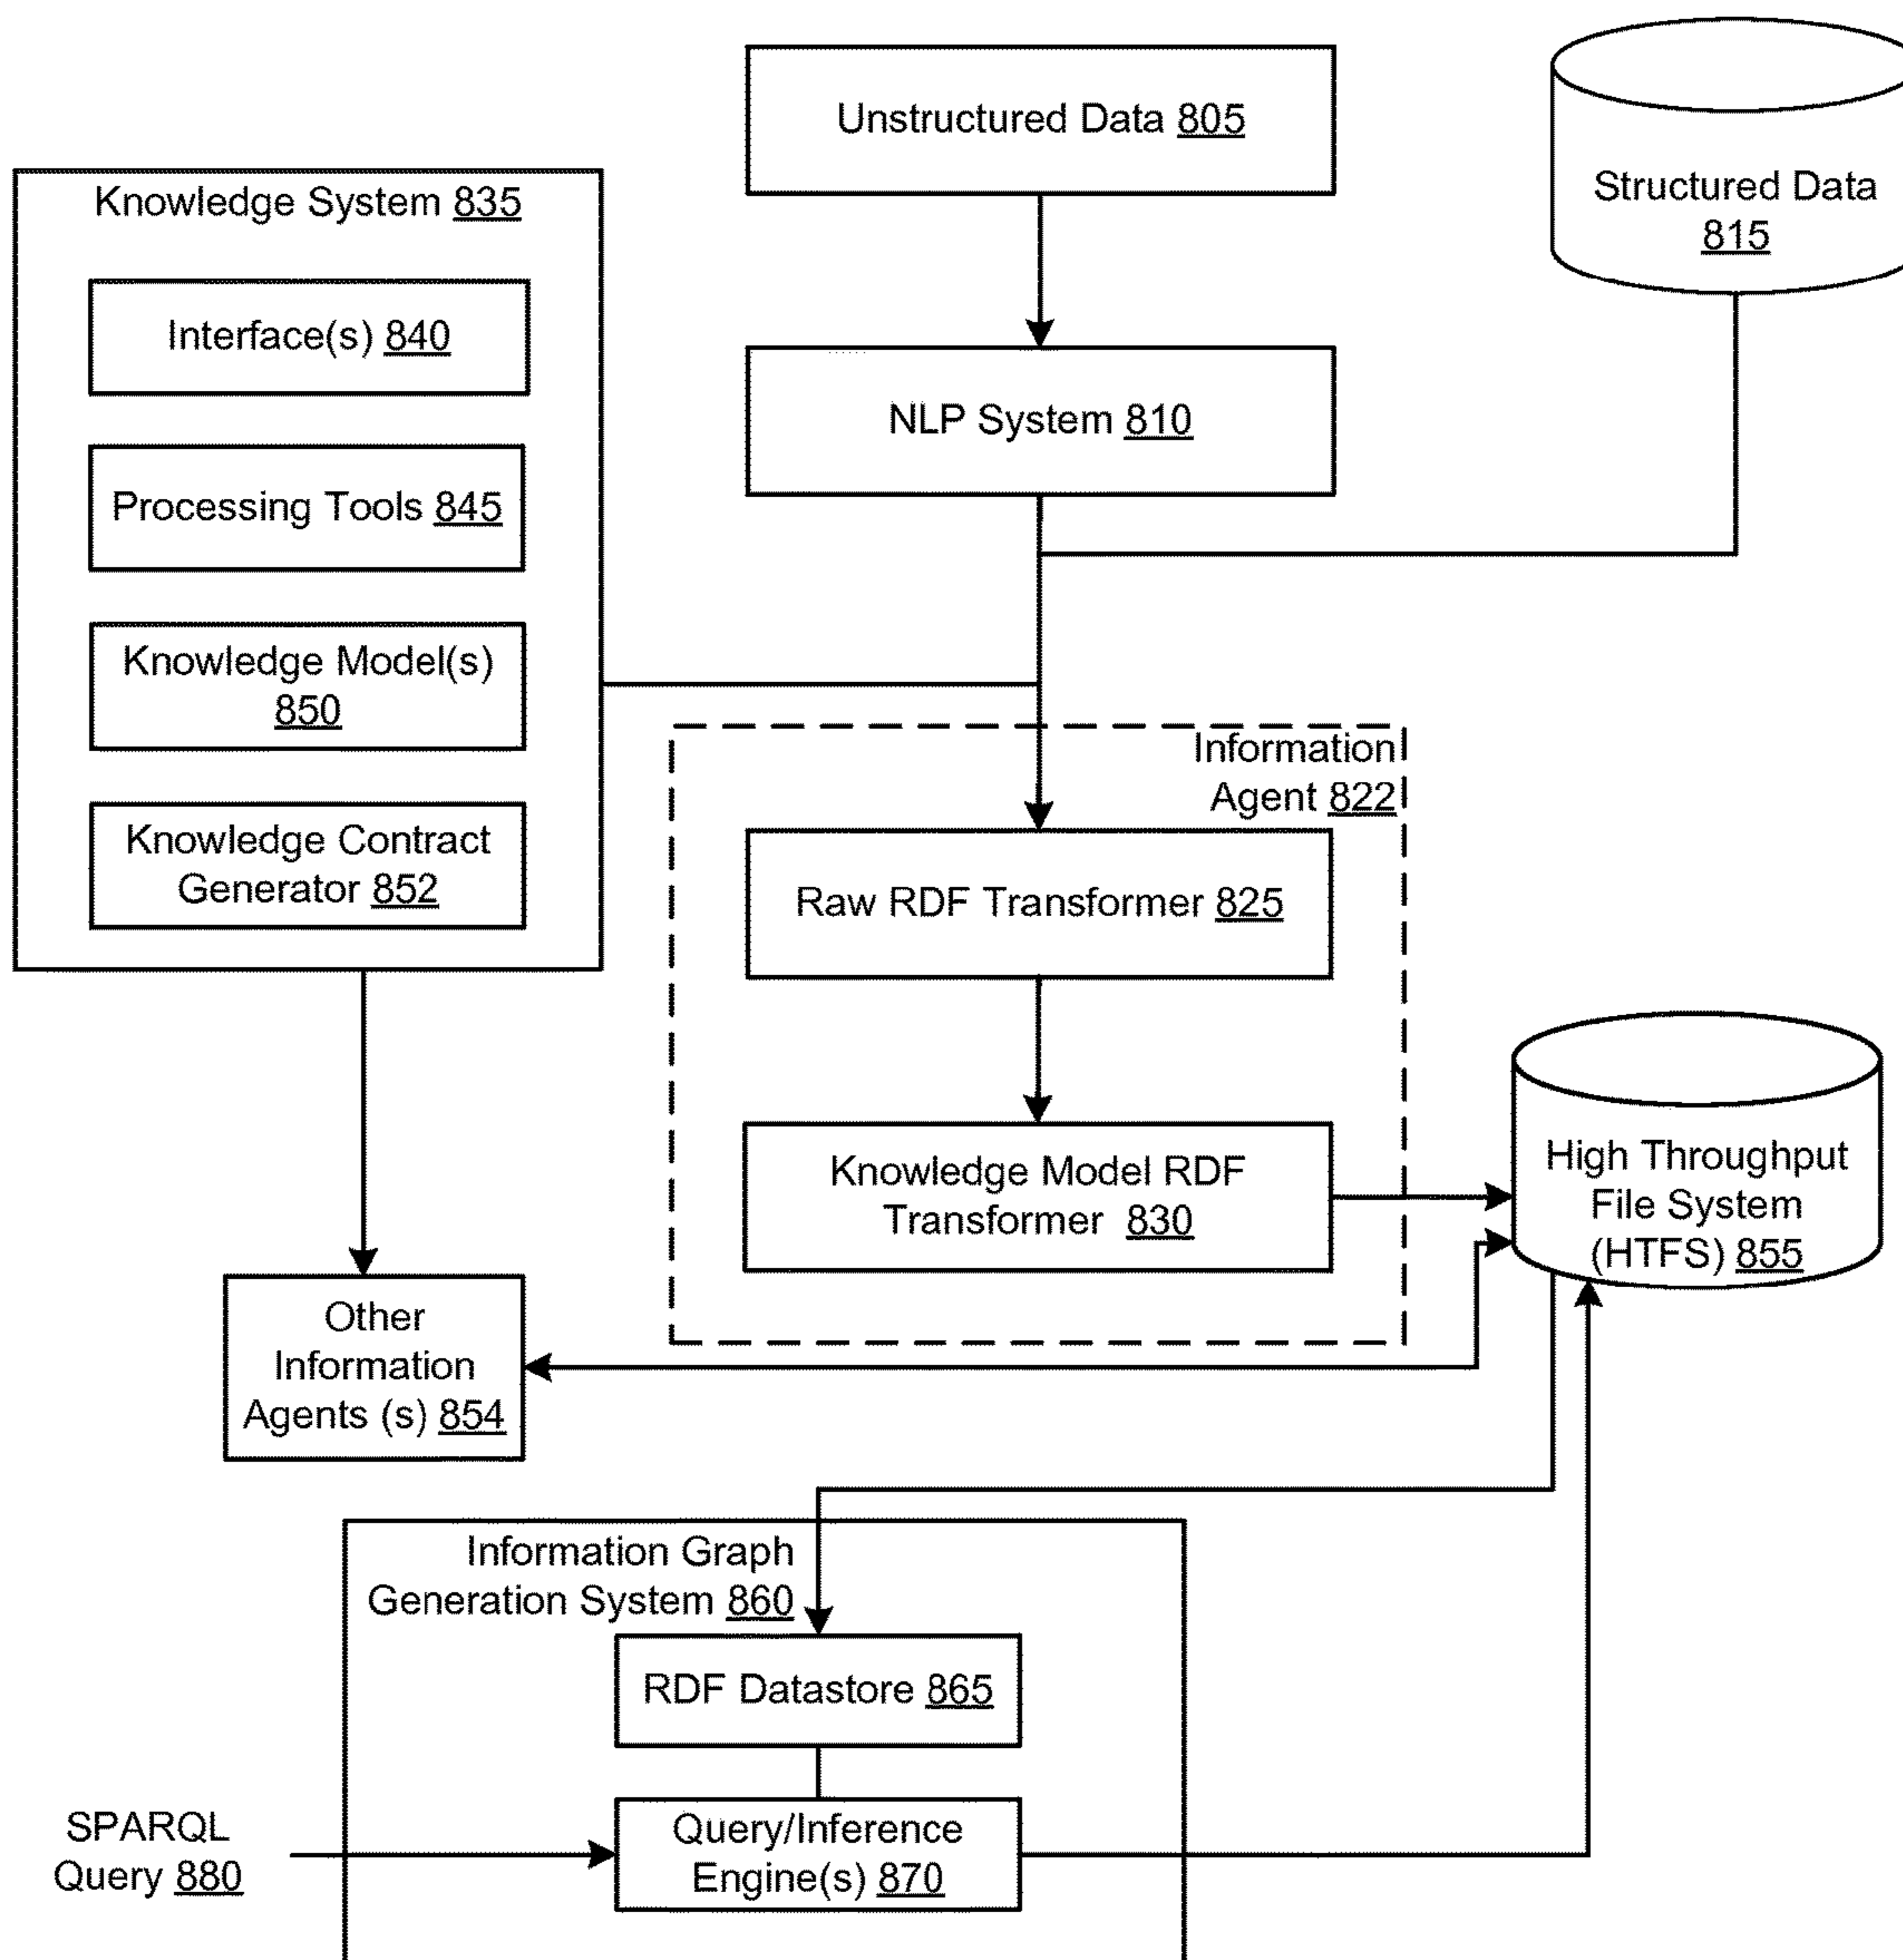 Unstructured Data 805
Structured Data
815
Knowledge System 835
Interface(s) 840
Processing Tools 845
Knowledge Model(s)
850
Knowledge Contract
Generator 852
NLP System 810
Information
Agent 822
Raw RDF Transformer 825
Knowledge Model RDF
Transformer 830
High Throughput
File System
(HTFS) 855
Other
Information
Agents (s) 854
Information Graph
Generation System 860
RDF Datastore 865
SPARQL
Query 880
Query/Inference
Engine(s) 870